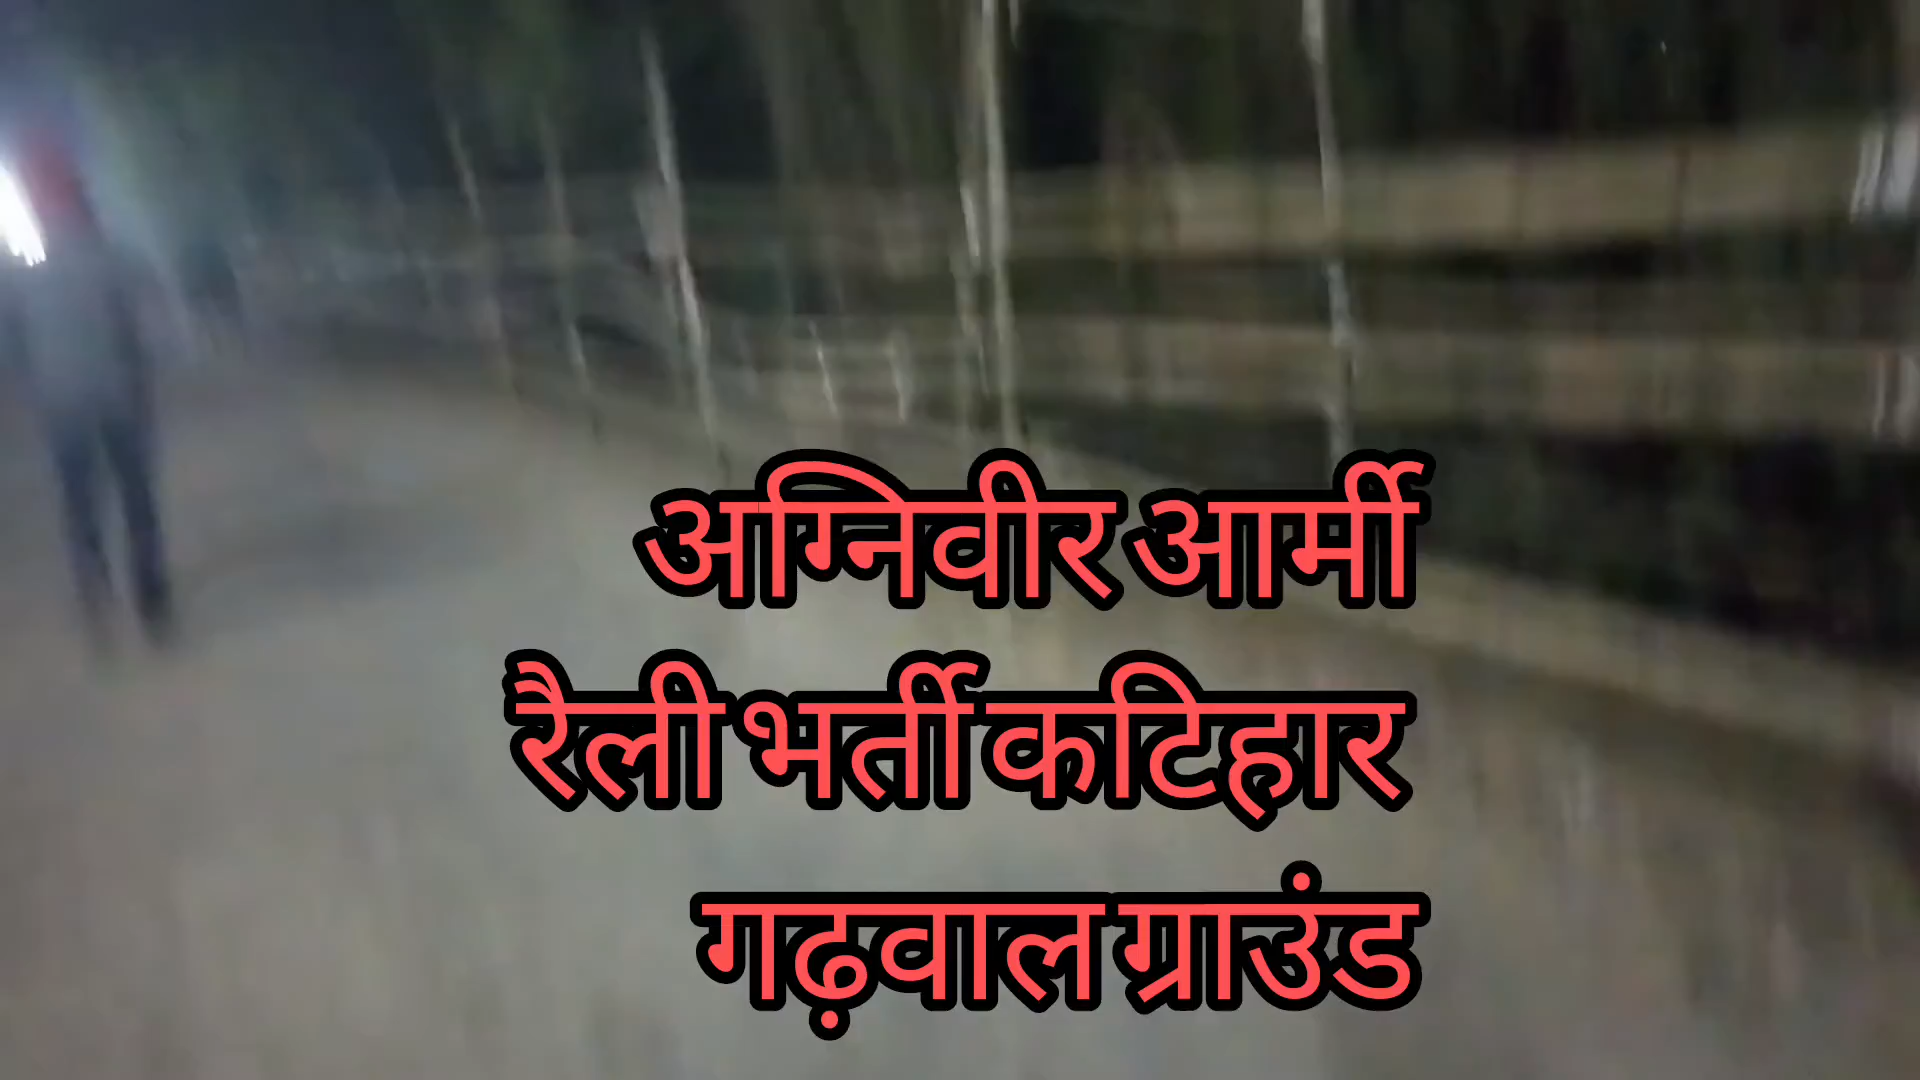 अग्निवीर आर्मी
रैली भर्ती कटिहार
गढ़वाल ग्राउंड